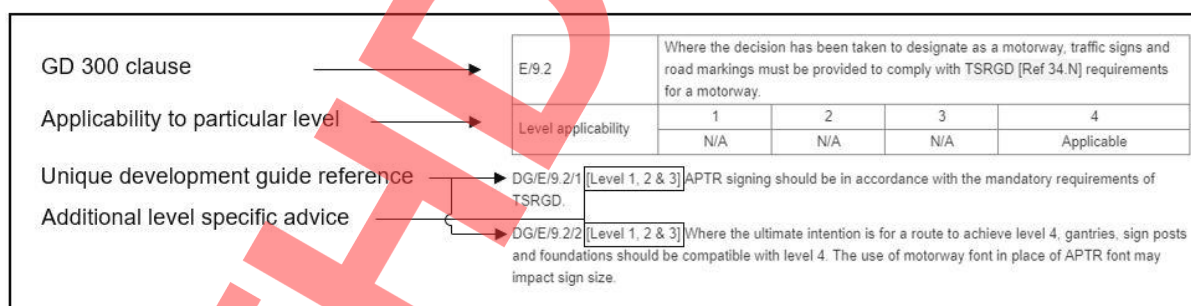 GD 300 clause
Applicability to particular level
Unique development guide reference
Additional level specific advice
E/9.2
Where the decision has been taken to designate as a motorway, traffic signs and
road markings must be provided to comply with TSRGD [Ref 34.N] requirements
for a motorway.
Level applicability
1 2 3 4
N/A N/A N/A Applicable
DG/E/9.2/1 [Level 1, 2 & 3] APTR signing should be in accordance with the mandatory requirements of
TSRGD.
DG/E/9.2/2 [Level 1, 2 & 3] Where the ultimate intention is for a route to achieve level 4, gantries, sign posts
and foundations should be compatible with level 4. The use of motorway font in place of APTR font may
impact sign size.